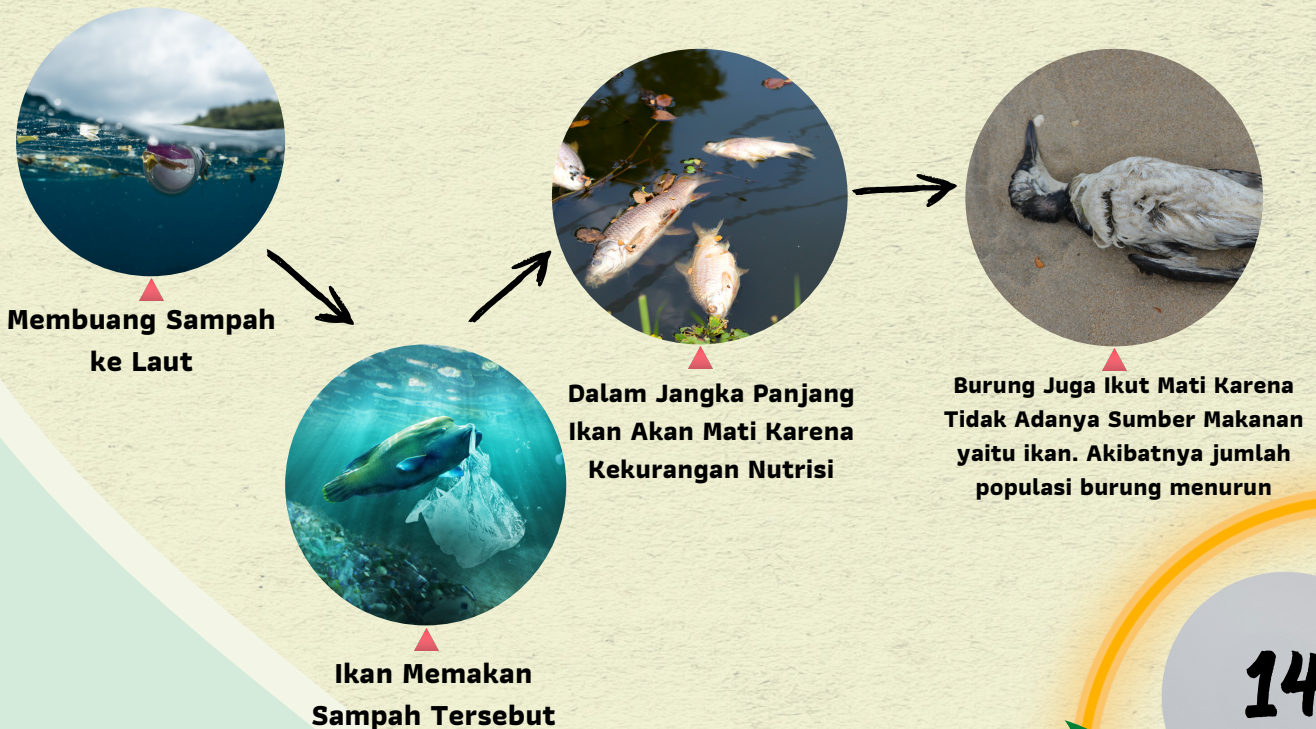 Membuang Sampah
ke Laut
Ikan Memakan
Sampah Tersebut
Dalam Jangka Panjang
Ikan Akan Mati Karena
Kekurangan Nutrisi
Burung Juga Ikut Mati Karena
Tidak Adanya Sumber Makanan
yaitu ikan. Akibatnya jumlah
populasi burung menurun
14